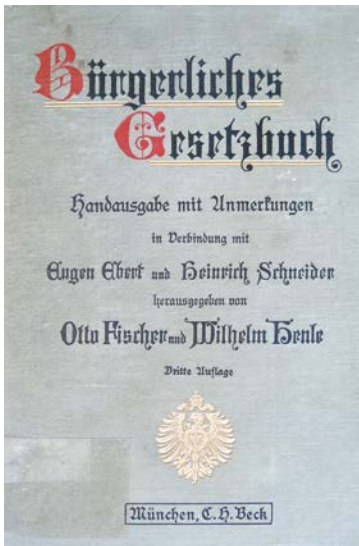 Bürgerliches
Gesetzbuch
Handausgabe mit Anmerkungen
in Verbindung mit
Eugen Ebert und Heinrich Schneider
herausgegeben von
Otto Fischer und Wilhelm Henle
Dritte Auflage
München, C. H. Beck